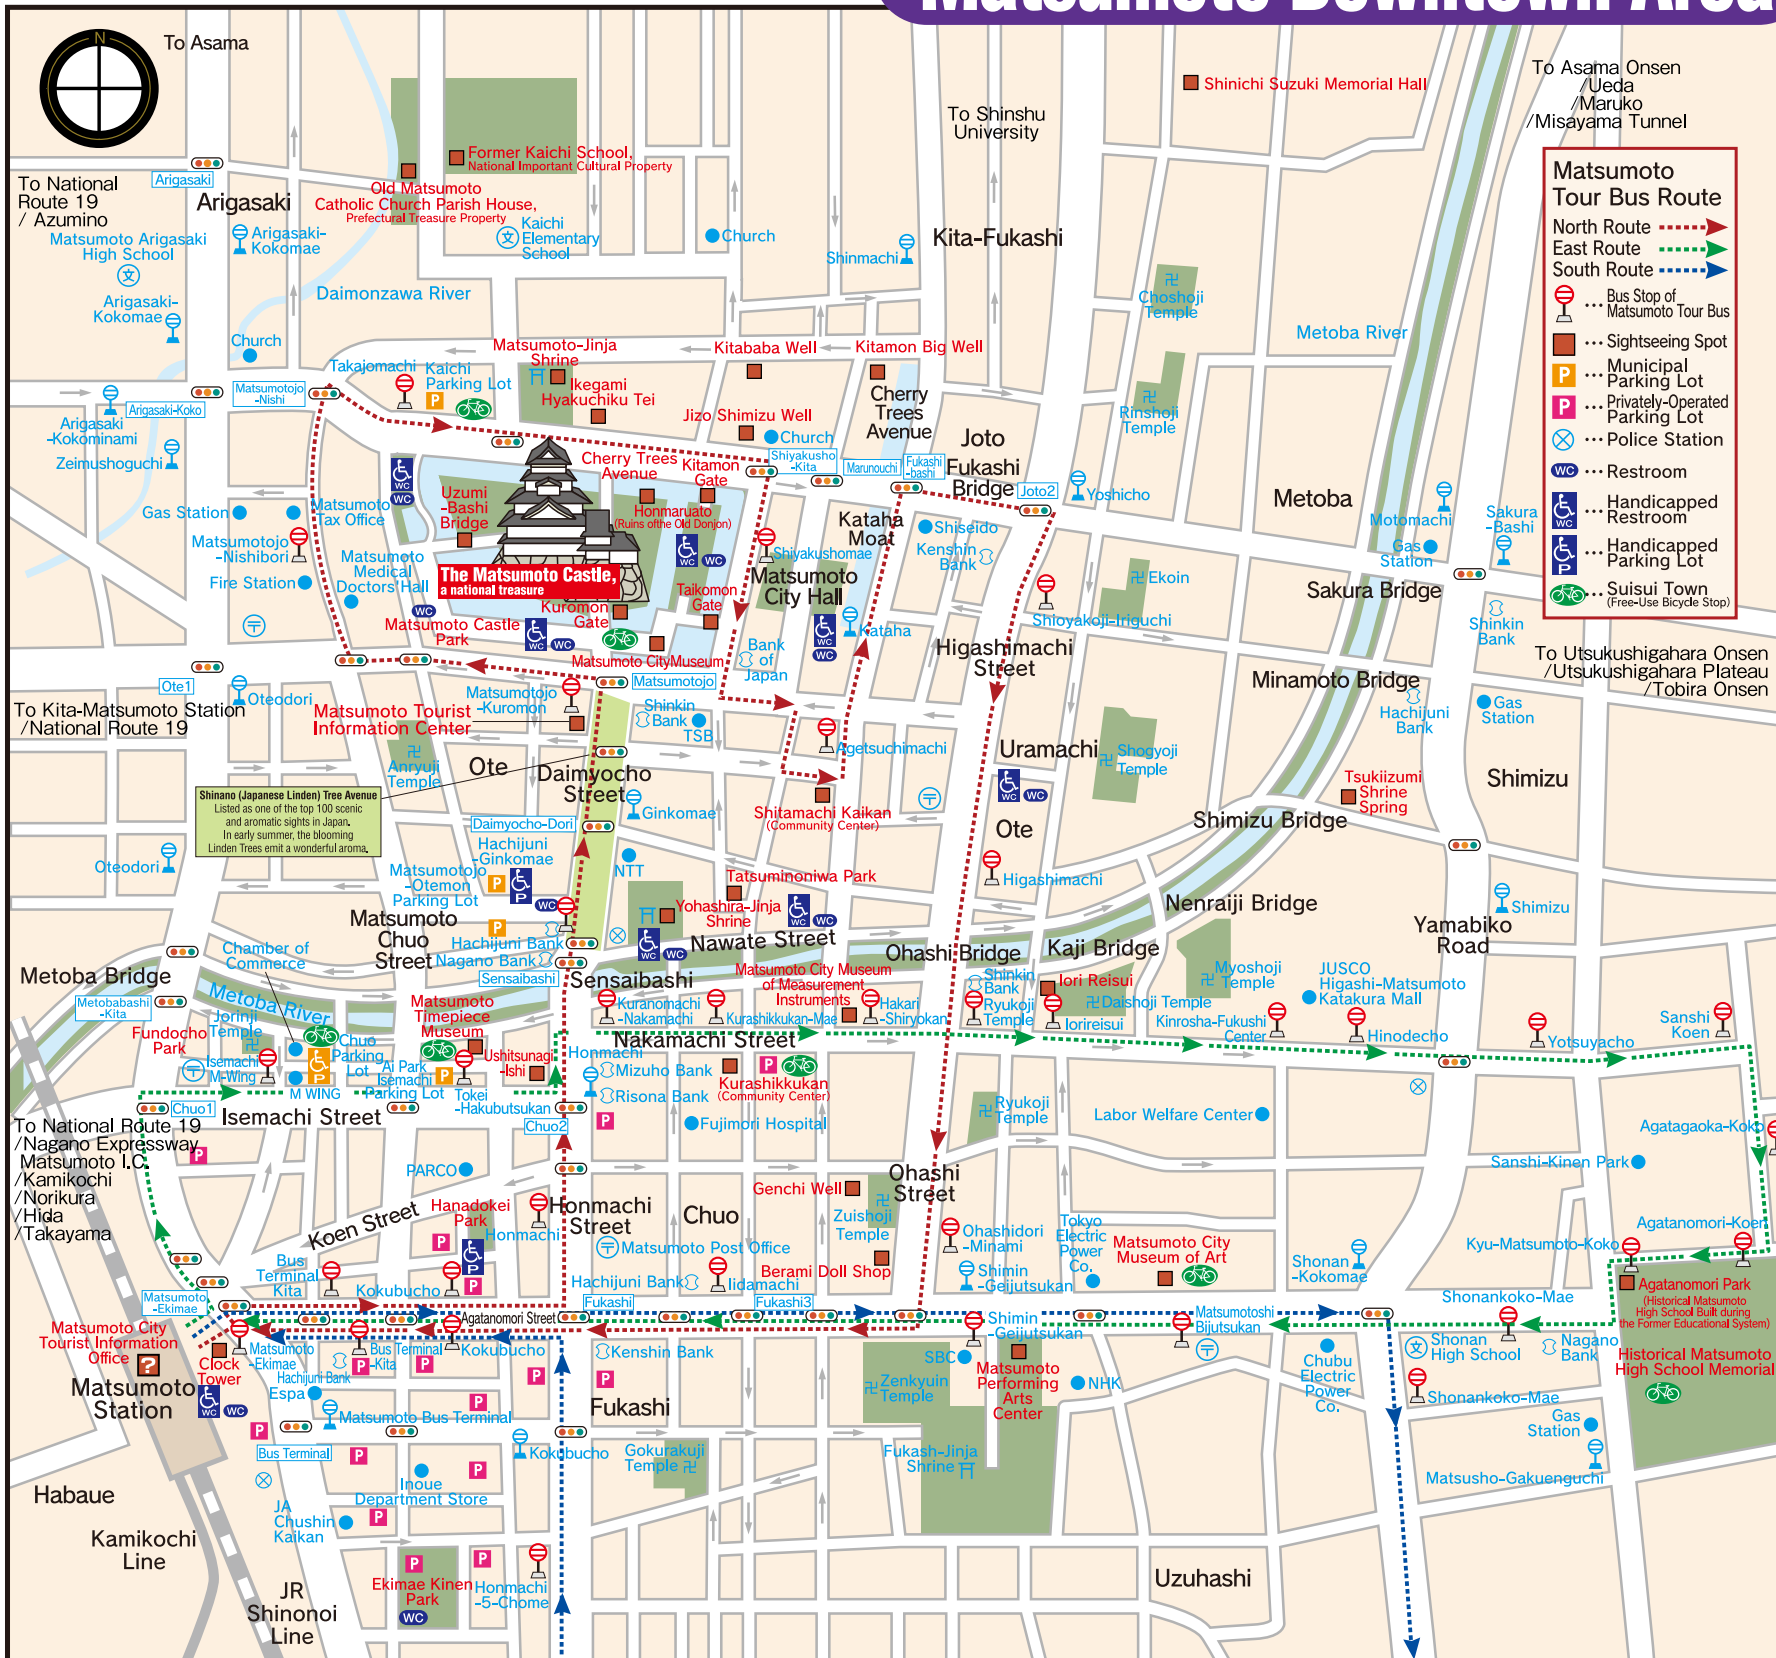 Matsumoto Downtown Area
N
To Asama
To Shinshu
University
Shinichi Suzuki Memorial Hall
To Asama Onsen
/Ueda
/Maruko
/Misayama Tunnel
Matsumoto
Tour Bus Route
North Route
East Route
South Route
Bus Stop of
Matsumoto Tour Bus
Sightseeing Spot
P
Municipal
Parking Lot
P
Privately-Operated
Parking Lot
Police Station
WC
Restroom
WC
Handicapped
Restroom
P
Handicapped
Parking Lot
Suisui Town
(Free-Use Bicycle Stop)
Arigasaki
To National
Route 19
/ Azumino
Arigasaki
Former Kaichi School,
National Important Cultural Property
Old Matsumoto
Catholic Church Parish House,
Prefectural Treasure Property
Matsumoto Arigasaki
High School
文
Arigasaki-
Kokomae
文
Kaichi
Elementary
School
Church
Shinmachi
Kita-Fukashi
Arigasaki-
Kokomae
Daimonzawa River
Choshoji
Temple
Metoba River
Church
Takajomachi
Kaichi
Parking Lot
P
Matsumoto-Jinja
Shrine
Kitababa Well
Kitamon Big Well
Ikegami
Hyakuchiku Tei
Matsumotojo
-Nishi
Arigasaki-Koko
Arigasaki
-Kokominami
Zeimushoguchi
Jizo Shimizu Well
Church
Cherry
Trees
Avenue
Joto
Rinshoji
Temple
Shiyakusho
-Kita
Marunouchi
Fukashi
-bashi
Fukashi
Bridge
Joto2
Yoshicho
Cherry Trees
Avenue
Kitamon
Gate
Uzumi
-Bashi
Bridge
Honmaruato
(Ruins ofthe Old Donjon)
Gas Station
Matsumoto
Tax Office
Matsumotojo
-Nishibori
Fire Station
Matsumoto
Medical
Doctors'Hall
The Matsumoto Castle,
a national treasure
Kuromon
Gate
Taikomon
Gate
Shiyakushomae
Matsumoto
City Hall
Kataha
Moat
Shiseido
Kenshin
Bank
Kataha
Metoba
Motomachi
Gas
Station
Sakura
-Bashi
Ekoin
Sakura Bridge
Shinkin
Bank
Shioyakoji-Iriguchi
Matsumoto Castle
Park
Matsumoto CityMuseum
Bank
of
Japan
Higashimachi
Street
Minamoto Bridge
Hachijuni
Bank
To Utsukushigahara Onsen
/Utsukushigahara Plateau
/Tobira Onsen
Gas
Station
Ote1
Oteodori
To Kita-Matsumoto Station
/National Route 19
Matsumotojo
Matsumotojo
-Kuromon
Matsumoto Tourist
Information Center
Shinkin
Bank
TSB
Agetsuchimachi
Uramachi
Shogyoji
Temple
Anryuji
Temple
Ote
Daimyocho
Street
Shimizu
Tsukiizumi
Shrine
Spring
Shinano (Japanese Linden) Tree Avenue
Listed as one of the top 100 scenic
and aromatic sights in Japan.
In early summer, the blooming
Linden Trees emit a wonderful aroma.
Ginkomae
Shitamachi Kaikan
(Community Center)
Ote
Shimizu Bridge
Daimyocho-Dori
Hachijuni
-Ginkomae
Oteodori
NTT
Matsumotojo
-Otemon
Parking Lot
Tatsuminoniwa Park
Higashimachi
Nenraiji Bridge
Shimizu
Yohashira-Jinja
Shrine
Matsumoto
Chuo
Street
Hachijuni Bank
Nagano Bank
Nawate Street
Ohashi Bridge
Kaji Bridge
Yamabiko
Road
Chamber of
Commerce
Metoba Bridge
Sensaibashi
Sensaibashi
Matsumoto City Museum
of Measurement
Instruments
Shinkin
Bank
Ryukoji
Temple
Iori Reisui
Daishoji Temple
Iorireisui
Myoshoji
Temple
JUSCO
Higashi-Matsumoto
Katakura Mall
Metobabashi
-Kita
Metoba River
Jorinji
Temple
Matsumoto
Timepiece
Museum
Kuranomachi
-Nakamachi
Kurashikkukan-Mae
Hakari
-Shiryokan
Kinrosha-Fukushi
Center
Hinodecho
Yotsuyacho
Sanshi
Koen
Fundocho
Park
Isemachi
M-Wing
Chuo
Parking
Lot
M WING
Ai Park
Isemachi
Parking Lot
Ushitsunagi
-Ishi
Tokei
-Hakubutsukan
Nakamachi Street
Honmachi
Mizuho Bank
Risona Bank
Kurashikkukan
(Community Center)
Chuo1
Isemachi Street
Chuo2
Fujimori Hospital
Ryukoji
Temple
Labor Welfare Center
Agatagaoka-Koko
To National Route 19
/Nagano Expressway
Matsumoto I.C.
/Kamikochi
/Norikura
/Hida
/Takayama
PARCO
Sanshi-Kinen Park
Koen Street
Hanadokei
Park
Honmachi
Honmachi
Street
Chuo
Genchi Well
Zuishoji
Temple
Ohashi
Street
Ohashidori
-Minami
Tokyo
Electric
Power
Co.
Matsumoto City
Museum of Art
Matsumoto Post Office
Berami Doll Shop
Shimin
-Geijutsukan
Shonan
-Kokomae
Kyu-Matsumoto-Koko
Agatanomori-Koen
Bus
Terminal
Kita
Kokubucho
Hachijuni Bank
Iidamachi
Matsumoto
-Ekimae
Agatanomori Street
Fukashi
Fukashi3
Shimin
-Geijutsukan
Matsumotoshi
Bijutsukan
Shonankoko-Mae
Agatanomori Park
(Historical Matsumoto
High School Built during
the Former Educational System)
Matsumoto City
Tourist Information
Office
?
Clock
Tower
Matsumoto
-Ekimae
Hachijuni Bank
Bus Terminal
-Kita
Kokubucho
Kenshin Bank
SBC
Matsumoto
Performing
Arts
Center
NHK
Chubu
Electric
Power
Co.
文
Shonan
High School
Nagano
Bank
Historical Matsumoto
High School Memorial
Matsumoto
Station
Espa
Matsumoto Bus Terminal
Fukashi
Zenkyuin
Temple
Shonankoko-Mae
Gas
Station
Bus Terminal
Kokubucho
Gokurakuji
Temple
Fukash-Jinja
Shrine
Matsusho-Gakuenguchi
Habaue
Inoue
Department Store
JA
Chushin
Kaikan
Kamikochi
Line
Ekimae Kinen
Park
WC
Honmachi
-5-Chome
Uzuhashi
JR
Shinonoi
Line